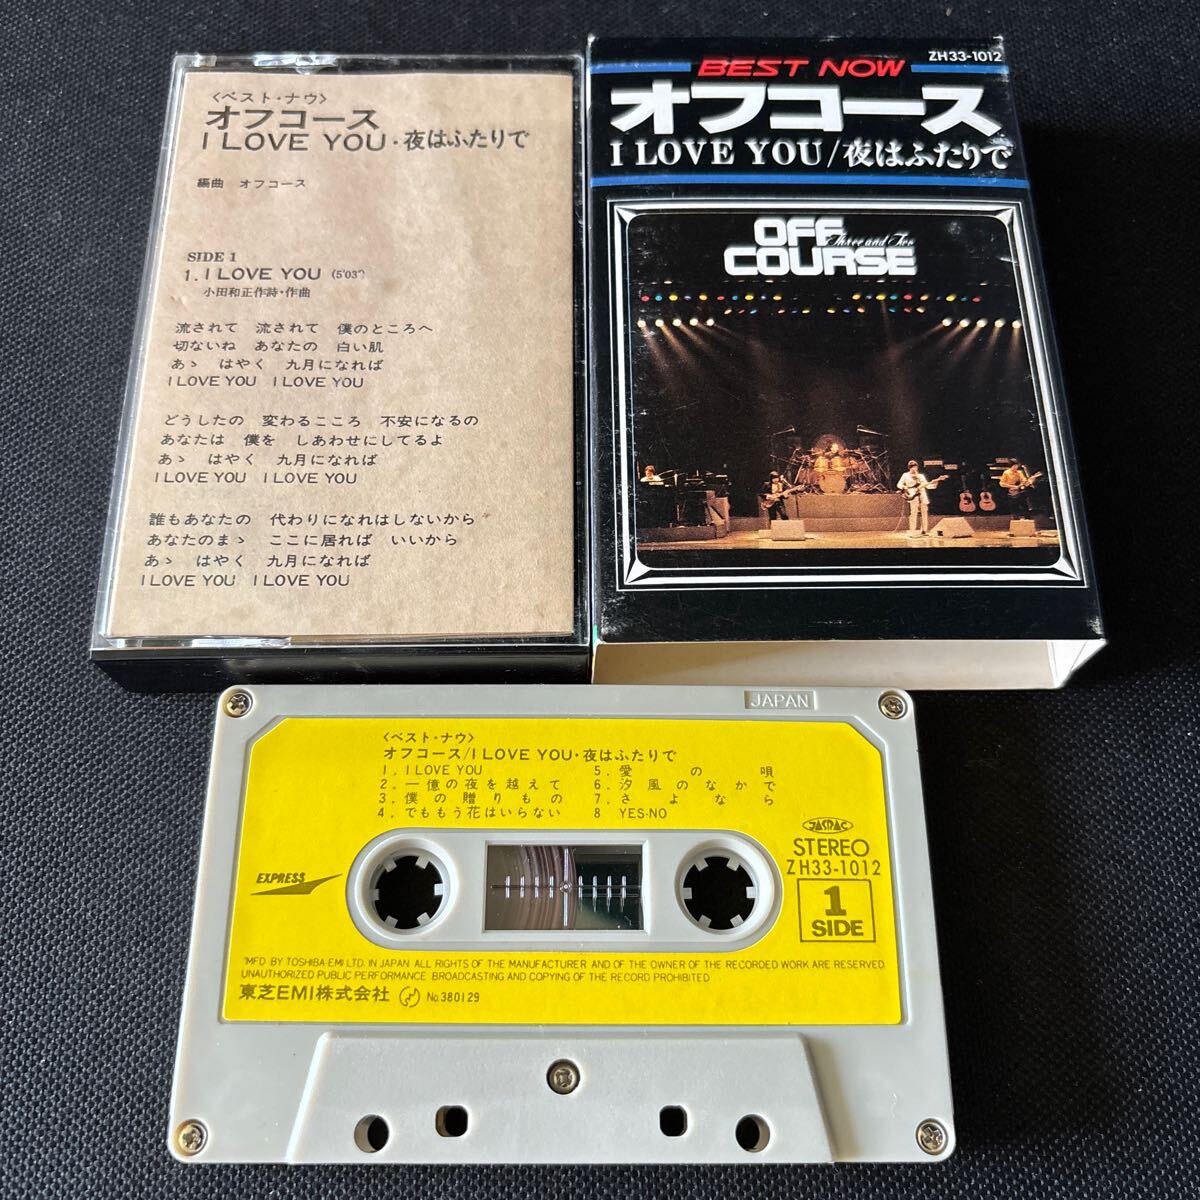 〈ベスト・ナウ〉
オフコース
I LOVE YOU・夜はふたりで
編曲 オフコース
SIDE 1
1. I LOVE YOU (5'03")
小田和正作詩・作曲
流されて 流されて 僕のところへ
切ないね あなたの 白い肌
あゝ はやく 九月になれば
I LOVE YOU I LOVE YOU
どうしたの 変わるこころ 不安になるの
あなたは 僕を しあわせにしてるよ
あゝ はやく 九月になれば
I LOVE YOU I LOVE YOU
誰もあなたの 代わりになれはしないから
あなたのまゝ ここに居れば いいから
あゝ はやく 九月になれば
I LOVE YOU I LOVE YOU
ZH33-1012
BEST NOW
オフコース
I LOVE YOU/夜はふたりで
OFF
Three and Two
COURSE
JAPAN
〈ベスト・ナウ〉
オフコース/I LOVE YOU・夜はふたりで
1. I LOVE YOU
2. 一億の夜を越えて
3. 僕の贈りもの
4. でももう花はいらない
5. 愛の唄
6. 汐風のなかで
7. さよなら
8 YES-NO
EXPRESS
JASRAC
STEREO
ZH33-1012
1
SIDE
MFD BY TOSHIBA-EMI LTD. IN JAPAN ALL RIGHTS OF THE MANUFACTURER AND OF THE OWNER OF THE RECORDED WORK ARE RESERVED
UNAUTHORIZED PUBLIC PERFORMANCE BROADCASTING AND COPYING OF THE RECORD PROHIBITED
東芝EMI株式会社 No.380129